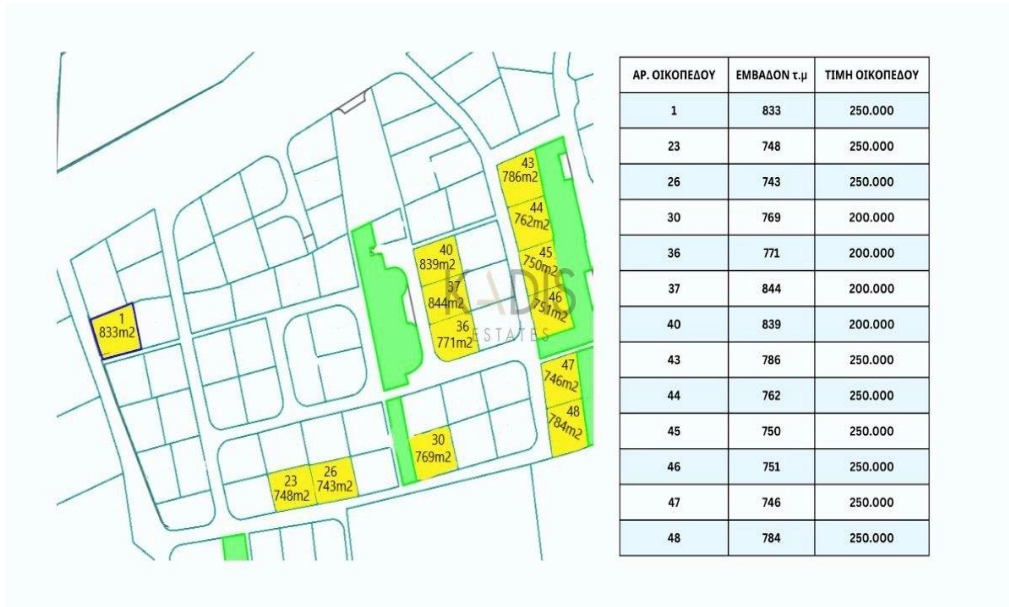 43
786m2
44
762m2
45
750m2
46
751m2
40
839m2
37
844m2
36
771m2
1
833m2
47
746m2
48
784m2
30
769m2
26
743m2
23
748m2
KADIS
ESTATES
ΑΡ. ΟΙΚΟΠΕΔΟΥ ΕΜΒΑΔΟΝ τ.μ ΤΙΜΗ ΟΙΚΟΠΕΔΟΥ
1 833 250.000
23 748 250.000
26 743 250.000
30 769 200.000
36 771 200.000
37 844 200.000
40 839 200.000
43 786 250.000
44 762 250.000
45 750 250.000
46 751 250.000
47 746 250.000
48 784 250.000